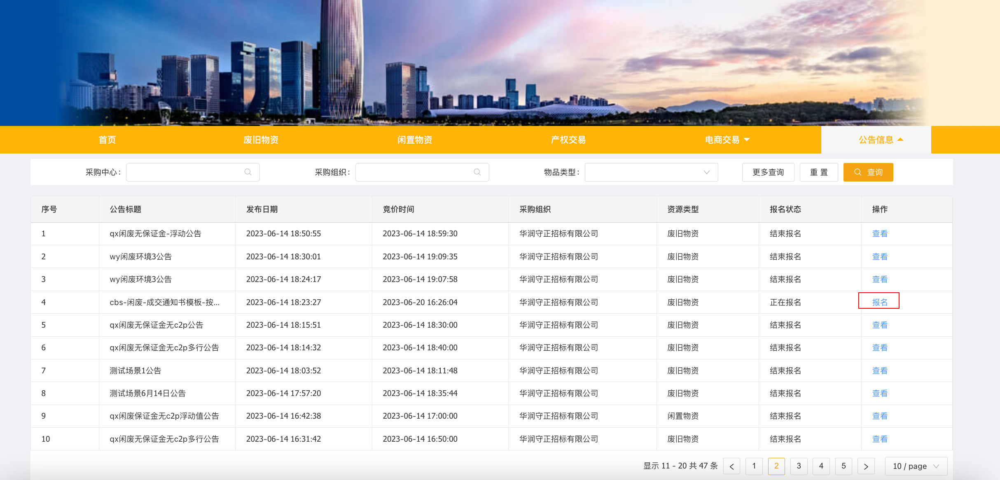 首页 废旧物资 闲置物资 产权交易 电商交易 公告信息
采购中心： 采购组织： 物品类型： 更多查询 重 置 查询
序号 公告标题 发布日期 竞价时间 采购组织 资源类型 报名状态 操作
1 qx闲废无保证金-浮动公告 2023-06-14 18:50:55 2023-06-14 18:59:30 华润守正招标有限公司 废旧物资 结束报名 查看
2 wy闲废环境3公告 2023-06-14 18:30:01 2023-06-14 19:09:35 华润守正招标有限公司 废旧物资 结束报名 查看
3 wy闲废环境3公告 2023-06-14 18:24:17 2023-06-14 19:07:58 华润守正招标有限公司 废旧物资 结束报名 查看
4 cbs-闲废-成交通知书模板-按... 2023-06-14 18:23:27 2023-06-20 16:26:04 华润守正招标有限公司 废旧物资 正在报名 报名
5 qx闲废无保证金无c2p公告 2023-06-14 18:15:51 2023-06-14 18:30:00 华润守正招标有限公司 废旧物资 结束报名 查看
6 qx闲废无保证金无c2p多行公告 2023-06-14 18:14:32 2023-06-14 18:40:00 华润守正招标有限公司 废旧物资 结束报名 查看
7 测试场景1公告 2023-06-14 18:03:52 2023-06-14 18:11:48 华润守正招标有限公司 废旧物资 结束报名 查看
8 测试场景6月14日公告 2023-06-14 17:57:20 2023-06-14 18:35:44 华润守正招标有限公司 废旧物资 结束报名 查看
9 qx闲废保证金无c2p浮动值公告 2023-06-14 16:42:38 2023-06-14 17:00:00 华润守正招标有限公司 闲置物资 结束报名 查看
10 qx闲废无保证金无c2p多行公告 2023-06-14 16:31:42 2023-06-14 16:50:00 华润守正招标有限公司 废旧物资 结束报名 查看
显示 11 - 20 共 47 条 < 1 2 3 4 5 > 10 / page